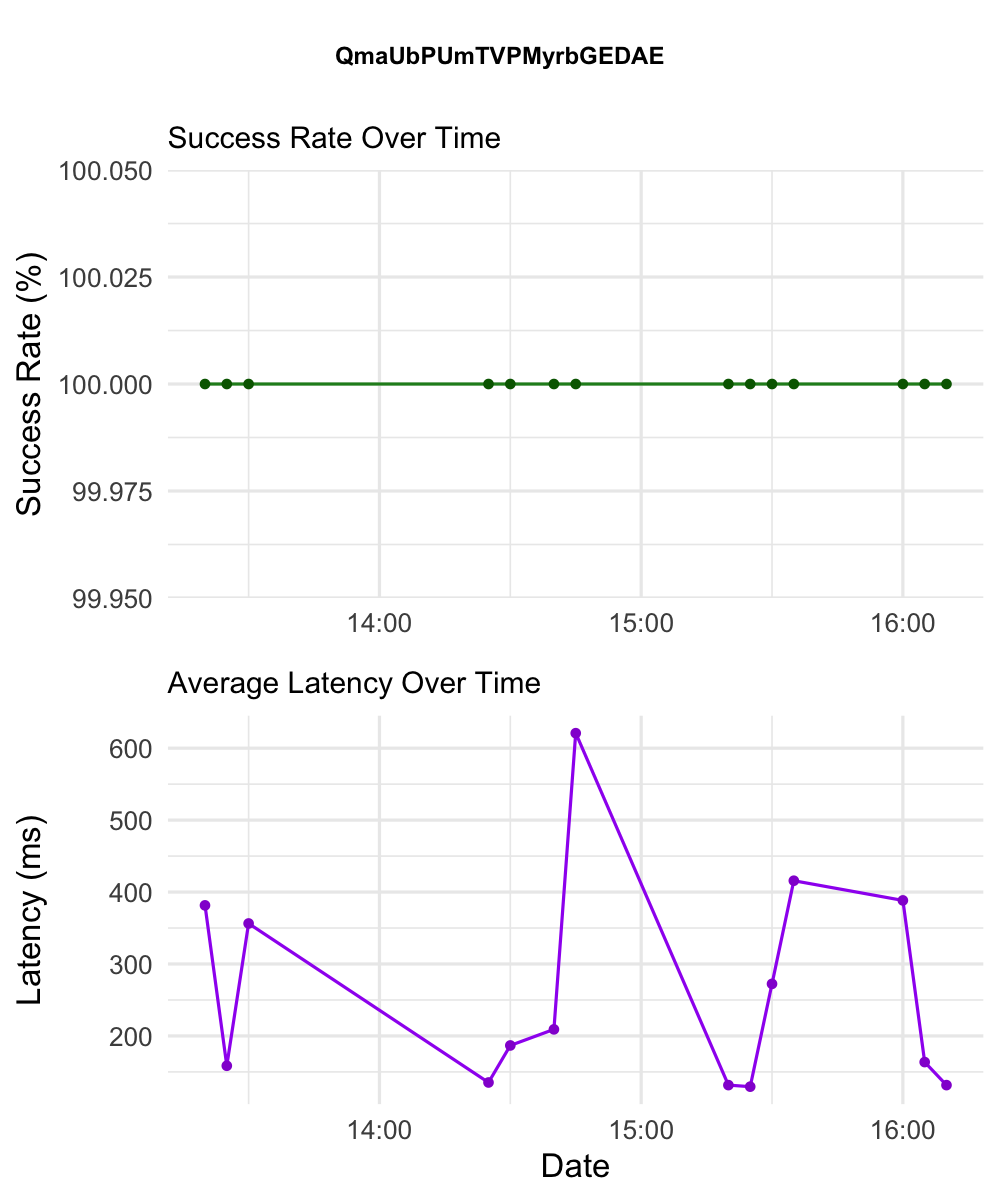 QmaUbPUmTVPMyrbGEDAE
Success Rate Over Time
Success Rate (%)
100.050
100.025
100.000
99.975
99.950
14:00 15:00 16:00
Average Latency Over Time
Latency (ms)
600
500
400
300
200
14:00 15:00 16:00
Date